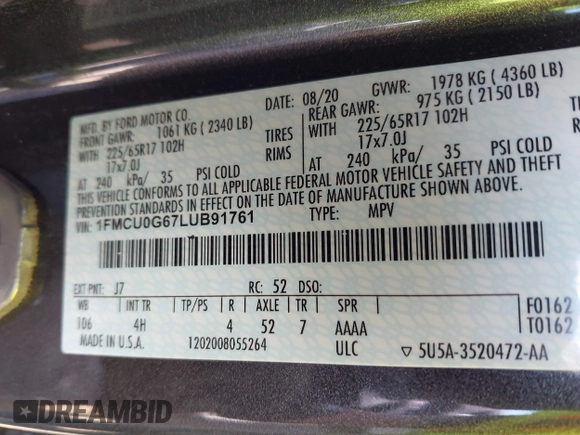 MFD. BY FORD MOTOR CO.
DATE: 08/20 GVWR: 1978 KG ( 4360 LB)
FRONT GAWR: 1061 KG ( 2340 LB) REAR GAWR: 975 KG ( 2150 LB)
WITH 225/65R17 102H TIRES WITH 225/65R17 102H
17x7.0J RIMS 17x7.0J
AT 240 kPa/ 35 PSI COLD AT 240 kPa/ 35 PSI COLD
THIS VEHICLE CONFORMS TO ALL APPLICABLE FEDERAL MOTOR VEHICLE SAFETY AND THEFT
PREVENTION STANDARDS IN EFFECT ON THE DATE OF MANUFACTURE SHOWN ABOVE.
VIN: 1FMCU0G67LUB91761 TYPE: MPV
EXT PNT: J7 RC: 52 DSO:
WB INT TR TP/PS R AXLE TR SPR F0162
106 4H 4 52 7 AAAA T0162
MADE IN U.S.A. 1202008055264 ULC 5U5A-3520472-AA
DREAMBID